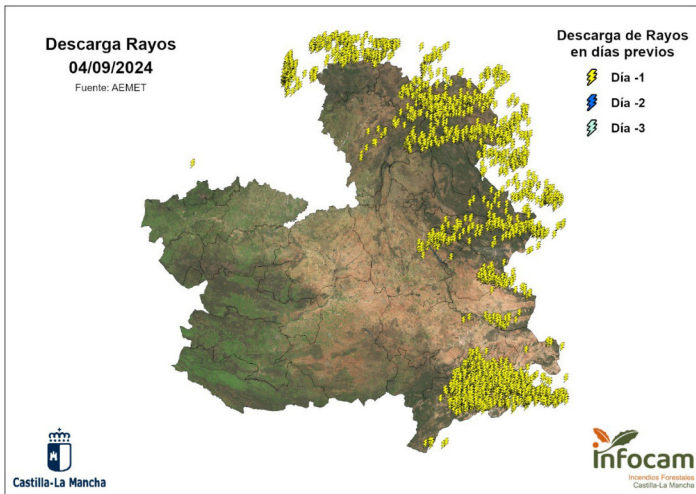 Descarga Rayos
04/09/2024
Fuente: AEMET
Descarga de Rayos
en días previos
Día -1
Día -2
Día -3
Castilla-La Mancha
infocam
Incendios Forestales
Castilla-La Mancha